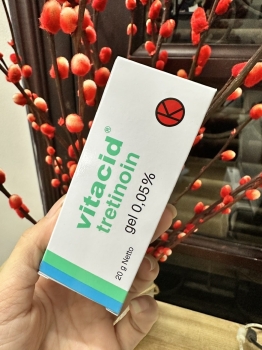 vitacid®
tretinoin
gel 0,05%
20 g Netto
K